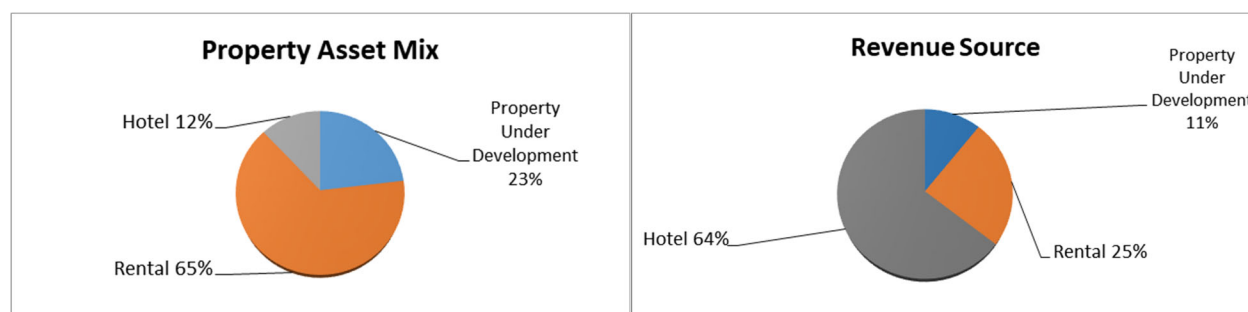 Property Asset Mix
Hotel 12%
Property
Under
Development
23%
Rental 65%
Revenue Source
Property
Under
Development
11%
Hotel 64%
Rental 25%